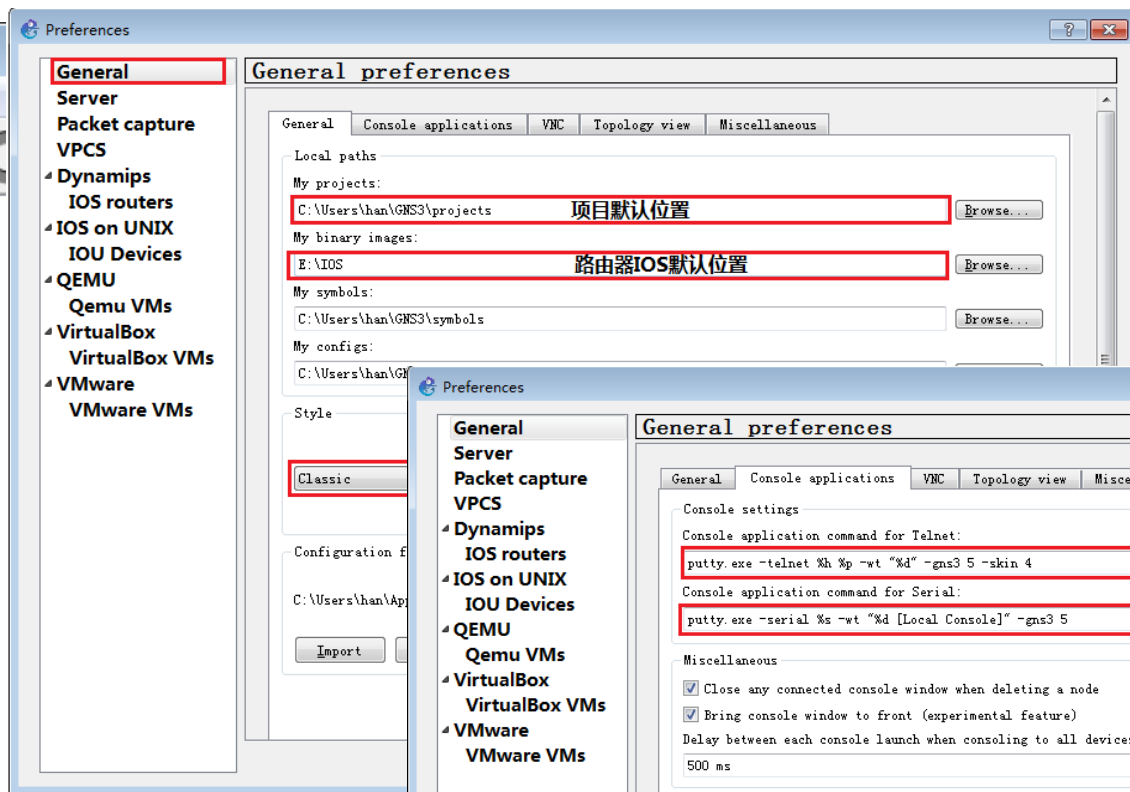 Preferences
General
Server
Packet capture
VPCS
Dynamips
IOS routers
IOS on UNIX
IOU Devices
QEMU
Qemu VMs
VirtualBox
VirtualBox VMs
VMware
VMware VMs
General preferences
General Console applications VNC Topology view Miscellaneous
Local paths
My projects:
C:\Users\han\GNS3\projects 项目默认位置 Browse...
My binary images:
E:\IOS 路由器IOS默认位置 Browse...
My symbols:
C:\Users\han\GNS3\symbols Browse...
My configs:
Style
Classic
Configuration
Import
Preferences
General
Server
Packet capture
VPCS
Dynamips
IOS routers
IOS on UNIX
IOU Devices
QEMU
Qemu VMs
VirtualBox
VirtualBox VMs
VMware
VMware VMs
General preferences
General Console applications VNC Topology view
Console settings
Console application command for Telnet:
putty.exe -telnet %h %p -wt "%d" -gns3 5 -skin 4
Console application command for Serial:
putty.exe -serial %s -wt "%d [Local Console]" -gns3 5
Miscellaneous
Close any connected console window when deleting a node
Bring console window to front (experimental feature)
Delay between each console launch when consoling to all devices
500 ms